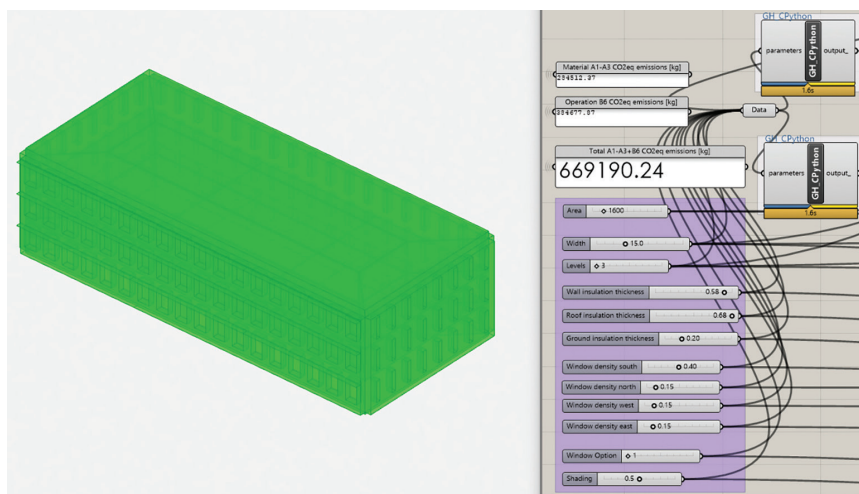 GH_CPython
Material A1-A3 CO2eq emissions [kg]
parameters
GH_CPython
output_
1.6s
Operation B6 CO2eq emissions [kg]
Data
GH_CPython
Total A1-A3+B6 CO2eq emissions [kg]
669190.24
parameters
GH_CPython
output_
1.6s
Area 1600
Width 15.0
Levels 3
Wall insulation thickness 0.58
Roof insulation thickness 0.68
Ground insulation thickness 0.20
Window density south 0.40
Window density north 0.15
Window density west 0.15
Window density east 0.15
Window Option 1
Shading 0.5